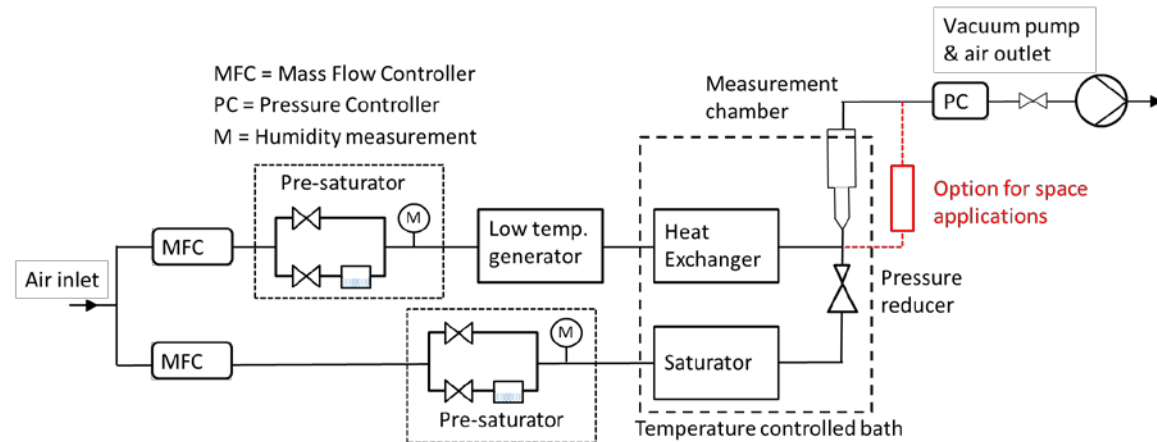 Vacuum pump
& air outlet
MFC = Mass Flow Controller
PC = Pressure Controller
M = Humidity measurement
Measurement
chamber
PC
Pre-saturator
M
Option for space
applications
MFC
Low temp.
generator
Heat
Exchanger
Air inlet
Pressure
reducer
M
MFC
Saturator
Pre-saturator
Temperature controlled bath